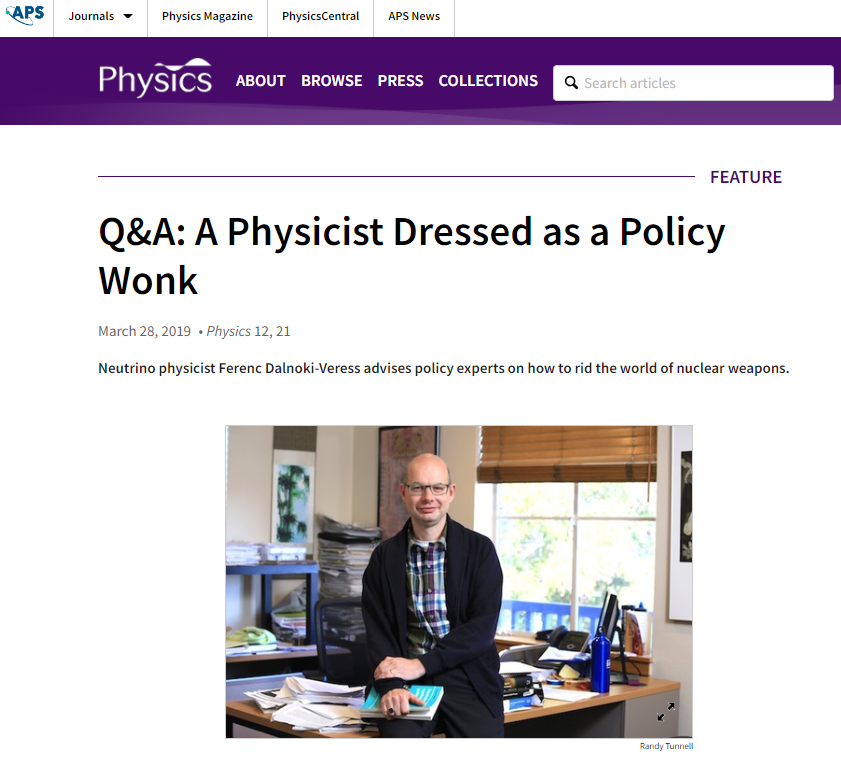 APS
Journals
Physics Magazine
PhysicsCentral
APS News
Physics
ABOUT
BROWSE
PRESS
COLLECTIONS
Search articles
FEATURE
Q&A: A Physicist Dressed as a Policy
Wonk
March 28, 2019 • Physics 12, 21
Neutrino physicist Ferenc Dalnoki-Veress advises policy experts on how to rid the world of nuclear weapons.
Randy Tunnell